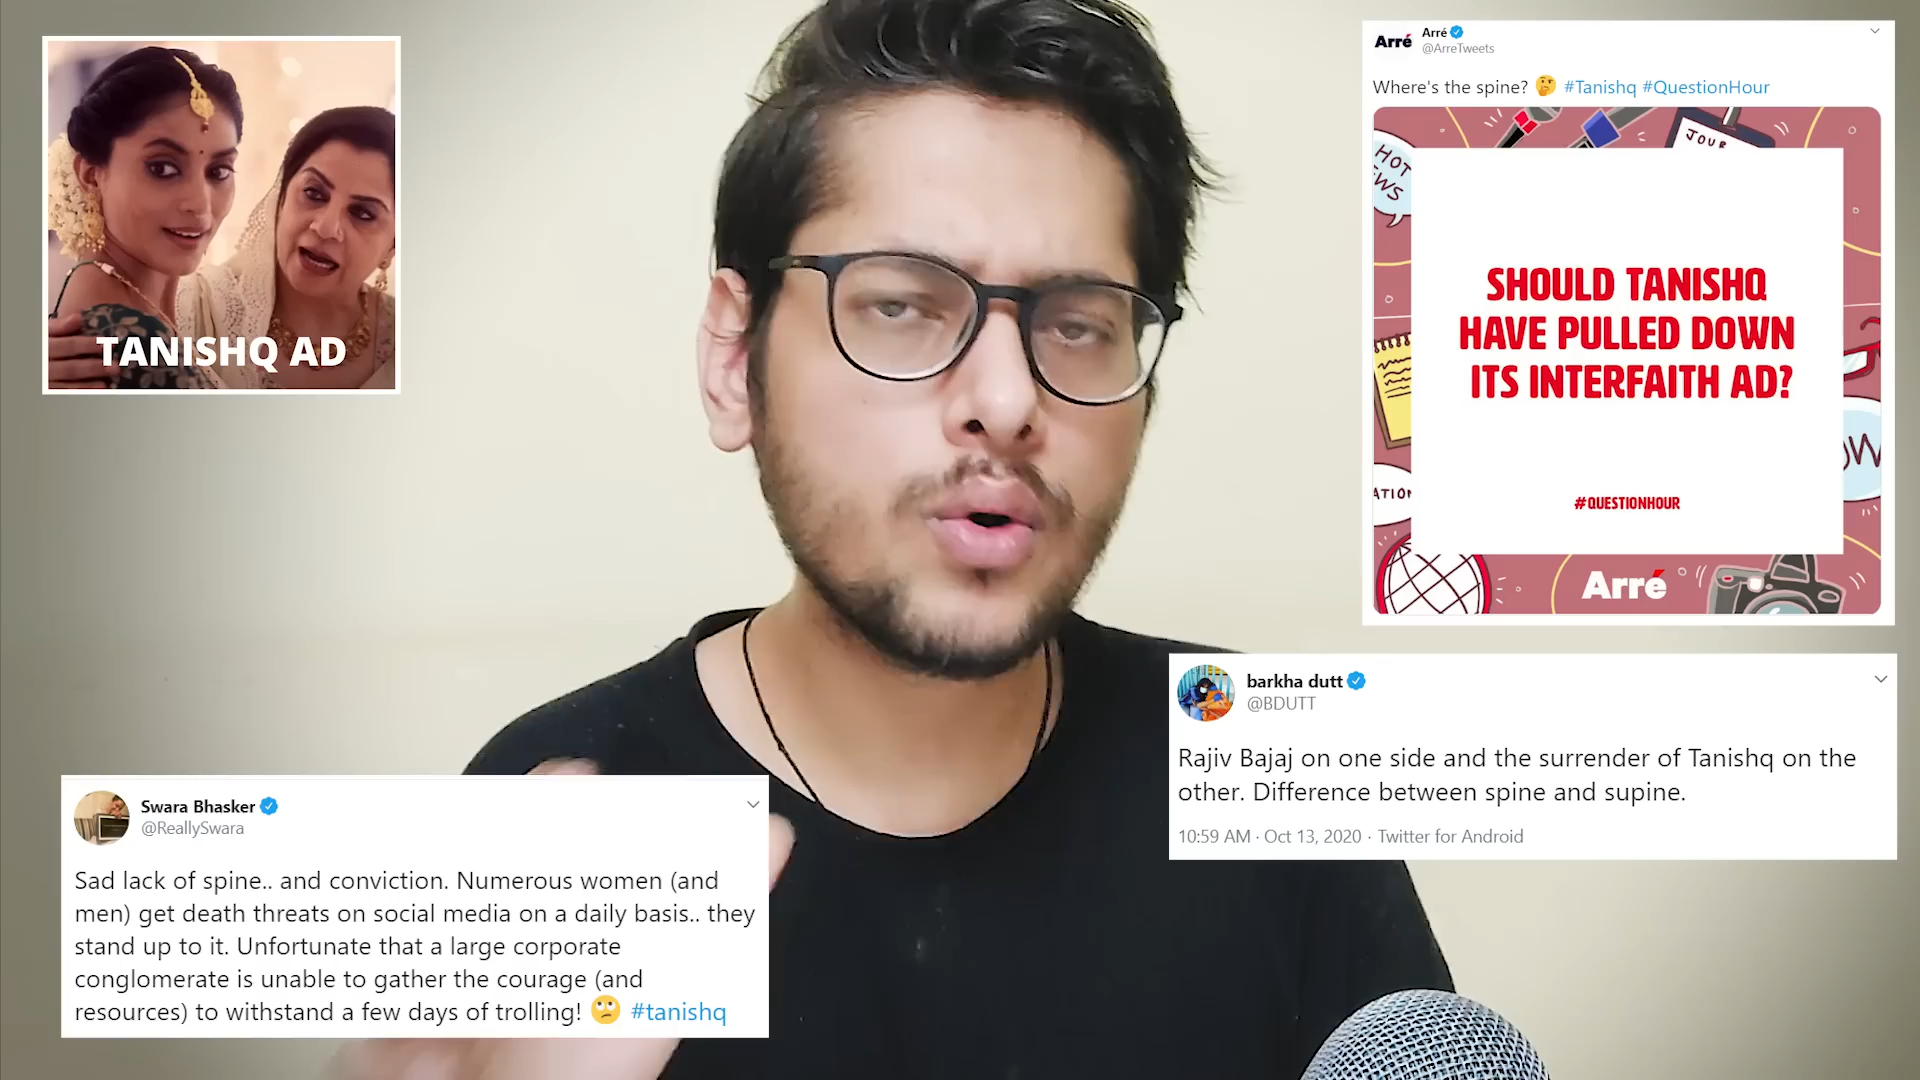 TANISHQ AD
Arré
Arré
@ArreTweets
Where's the spine? 🤔 #Tanishq #QuestionHour
HOT
EWS
JOUR
SHOULD TANISHQ
HAVE PULLED DOWN
ITS INTERFAITH AD?
#QUESTIONHOUR
ATION
OW
Arré
barkha dutt
@BDUTT
Rajiv Bajaj on one side and the surrender of Tanishq on the
other. Difference between spine and supine.
10:59 AM · Oct 13, 2020 · Twitter for Android
Swara Bhasker
@ReallySwara
Sad lack of spine.. and conviction. Numerous women (and
men) get death threats on social media on a daily basis.. they
stand up to it. Unfortunate that a large corporate
conglomerate is unable to gather the courage (and
resources) to withstand a few days of trolling! 🙄 #tanishq